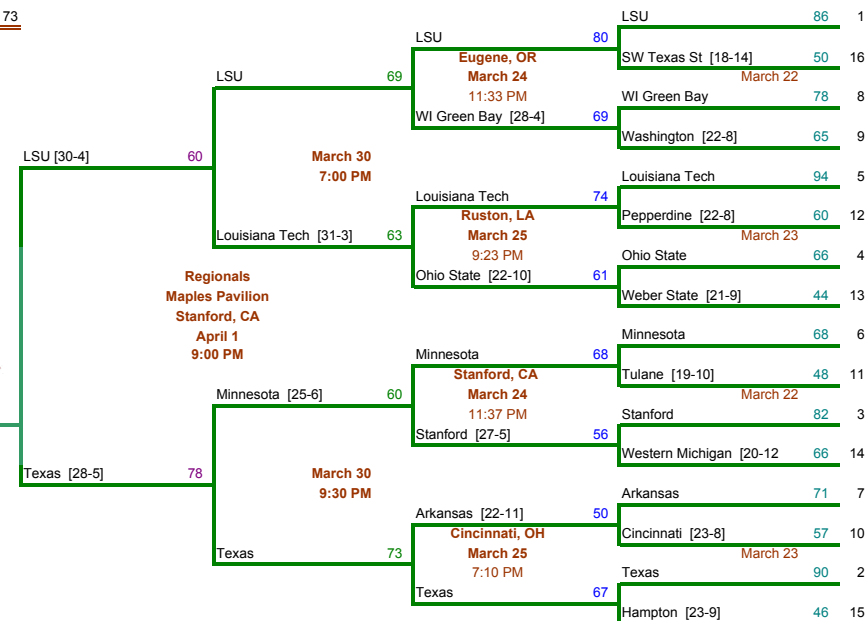 73
LSU 86 1
LSU 80
Eugene, OR
SW Texas St [18-14] 50 16
LSU 69
March 24
March 22
11:33 PM
WI Green Bay 78 8
WI Green Bay [28-4] 69
Washington [22-8] 65 9
LSU [30-4] 60
March 30
7:00 PM
Louisiana Tech 94 5
Louisiana Tech 74
Ruston, LA
Pepperdine [22-8] 60 12
Louisiana Tech [31-3] 63
March 25
March 23
9:23 PM
Ohio State 66 4
Ohio State [22-10] 61
Weber State [21-9] 44 13
Regionals
Maples Pavilion
Stanford, CA
April 1
9:00 PM
Minnesota 68 6
Minnesota 68
Stanford, CA
Tulane [19-10] 48 11
Minnesota [25-6] 60
March 24
March 22
11:37 PM
Stanford 82 3
Stanford [27-5] 56
Western Michigan [20-12 66 14
Texas [28-5] 78
March 30
9:30 PM
Arkansas 71 7
Arkansas [22-11] 50
Cincinnati, OH
Cincinnati [23-8] 57 10
Texas 73
March 25
March 23
7:10 PM
Texas 90 2
Texas 67
Hampton [23-9] 46 15